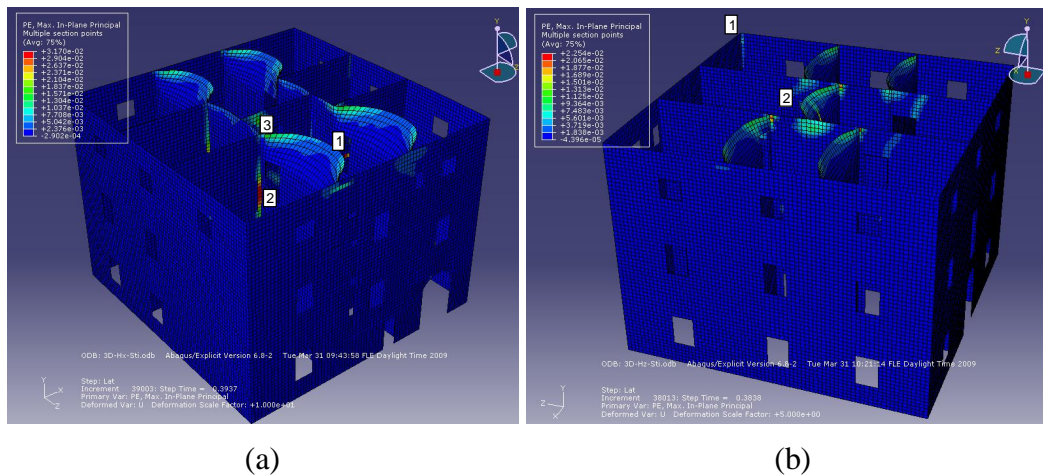 PE, Max. In-Plane Principal
Multiple section points
(Avg: 75%)
+3.170e-02
+2.904e-02
+2.637e-02
+2.371e-02
+2.104e-02
+1.837e-02
+1.571e-02
+1.304e-02
+1.037e-02
+7.708e-03
+5.042e-03
+2.376e-03
-2.902e-04
Y
Z
3
1
2
ODB: 3D-Hx-Sti.odb Abaqus/Explicit Version 6.8-2 Tue Mar 31 09:43:58 FLE Daylight Time 2009
Y
X
Z
Step: Lat
Increment 39003: Step Time = 0.3937
Primary Var: PE, Max. In-Plane Principal
Deformed Var: U Deformation Scale Factor: +1.000e+01
(a)
PE, Max. In-Plane Principal
Multiple section points
(Avg: 75%)
+2.254e-02
+2.065e-02
+1.877e-02
+1.689e-02
+1.501e-02
+1.313e-02
+1.125e-02
+9.364e-03
+7.483e-03
+5.601e-03
+3.719e-03
+1.838e-03
-4.396e-05
1
2
Y
Z
X
ODB: 3D-Hz-Sti.odb Abaqus/Explicit Version 6.8-2 Tue Mar 31 10:21:14 FLE Daylight Time 2009
Y
Z
X
Step: Lat
Increment 38013: Step Time = 0.3838
Primary Var: PE, Max. In-Plane Principal
Deformed Var: U Deformation Scale Factor: +5.000e+00
(b)